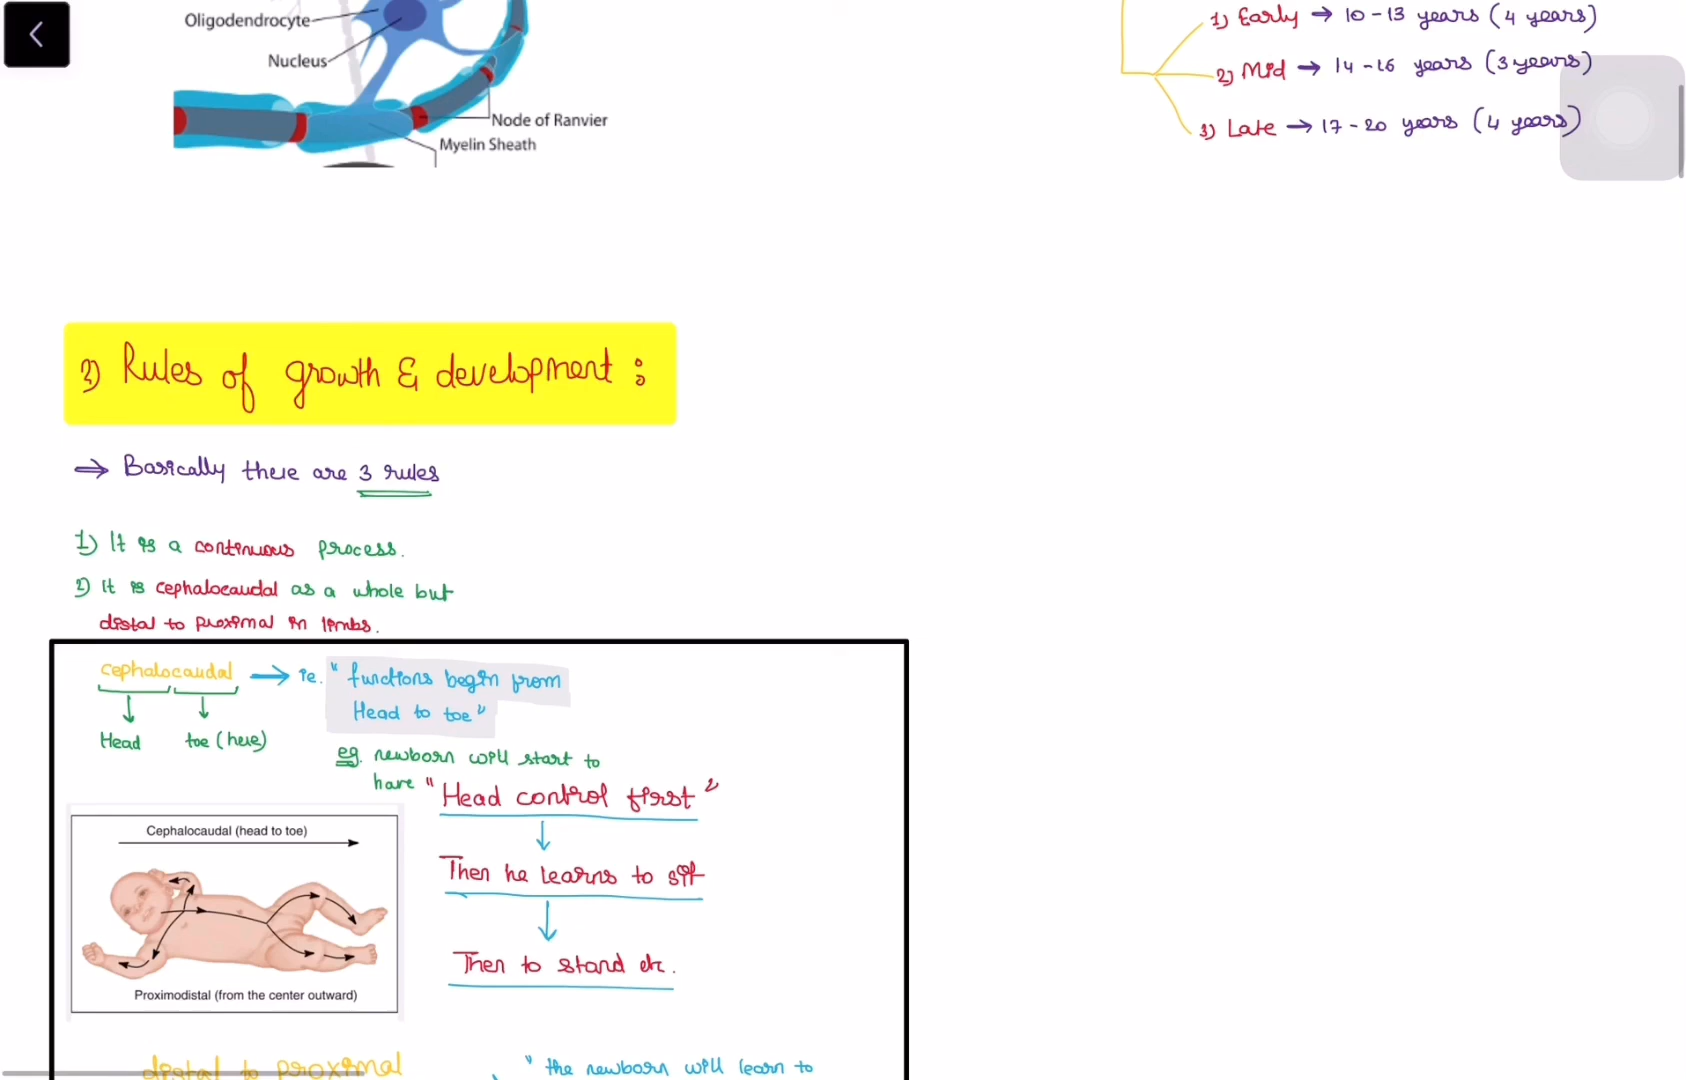 Oligodendrocyte
Nucleus
Node of Ranvier
Myelin Sheath
1) Early → 10-13 years (4 years)
2) Mid → 14-16 years (3 years)
3) Late → 17-20 years (4 years)
3) Rules of growth & development :
⇒ Basically there are 3 rules
1) It is a continuous process.
2) It is cephalocaudal as a whole but
distal to proximal in limbs.
cephalocaudal → ie. "functions begin from
Head to toe"
Head toe (here)
eg. newborn will start to
have "Head control first"
Then he learns to sit
Then to stand etc.
Cephalocaudal (head to toe)
Proximodistal (from the center outward)
distal to proximal
" the newborn will learn to